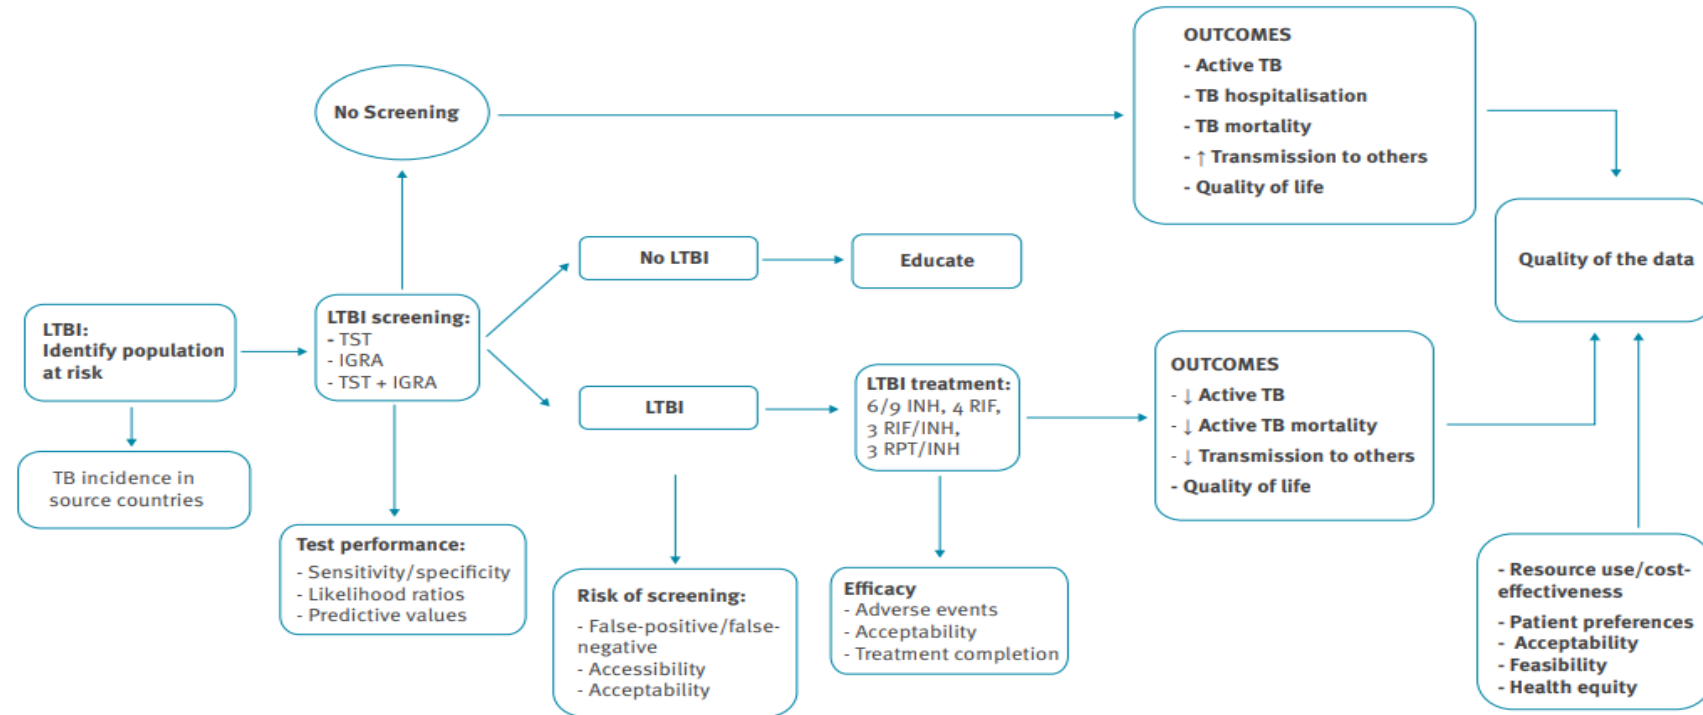 No Screening
OUTCOMES
- Active TB
- TB hospitalisation
- TB mortality
- ↑ Transmission to others
- Quality of life
No LTBI
Educate
Quality of the data
LTBI:
Identify population
at risk
LTBI screening:
- TST
- IGRA
- TST + IGRA
LTBI
LTBI treatment:
6/9 INH, 4 RIF,
3 RIF/INH,
3 RPT/INH
OUTCOMES
- ↓ Active TB
- ↓ Active TB mortality
- ↓ Transmission to others
- Quality of life
TB incidence in
source countries
Test performance:
- Sensitivity/specificity
- Likelihood ratios
- Predictive values
Risk of screening:
- False-positive/false-
negative
- Accessibility
- Acceptability
Efficacy
- Adverse events
- Acceptability
- Treatment completion
- Resource use/cost-
effectiveness
- Patient preferences
- Acceptability
- Feasibility
- Health equity